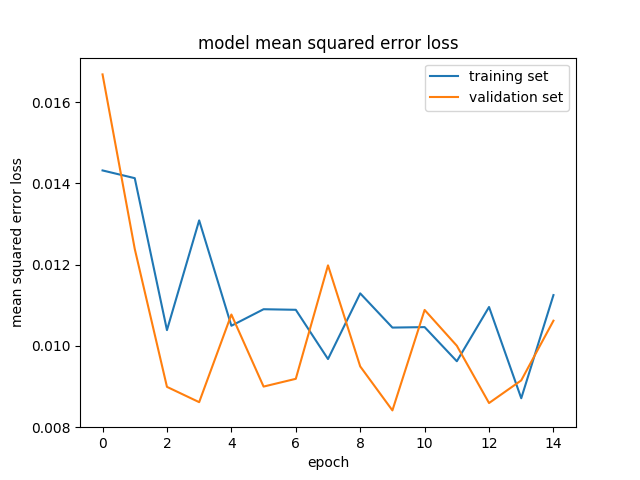 model mean squared error loss
training set
validation set
0.016
0.014
0.012
0.010
0.008
mean squared error loss
0 2 4 6 8 10 12 14
epoch